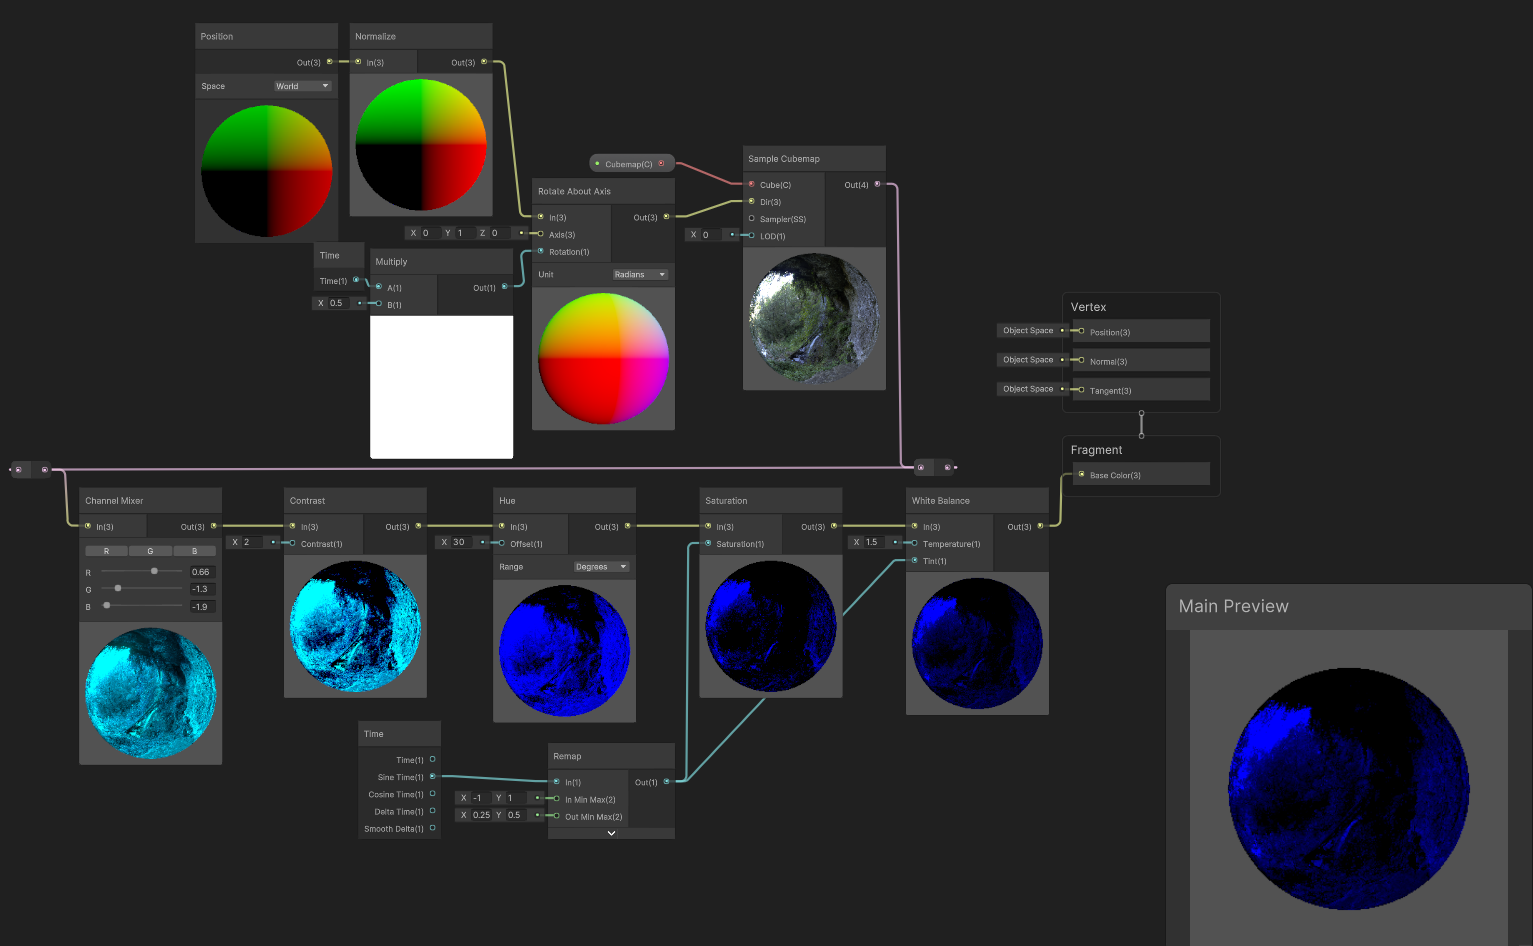 Position
Out(3)
Space
World
Normalize
In(3)
Out(3)
Time
Time(1)
X 0.5
Multiply
A(1)
Out(1)
B(1)
Cubemap(C)
Rotate About Axis
In(3)
Out(3)
X 0 Y 1 Z 0
Axis(3)
Rotation(1)
Unit
Radians
Sample Cubemap
Cube(C)
Out(4)
Dir(3)
Sampler(SS)
X 0
LOD(1)
Vertex
Object Space
Position(3)
Object Space
Normal(3)
Object Space
Tangent(3)
Fragment
Base Color(3)
Channel Mixer
In(3)
Out(3)
R G B
R 0.66
G -1.3
B -1.9
Contrast
In(3)
Out(3)
X 2
Contrast(1)
Hue
In(3)
Out(3)
X 30
Offset(1)
Range
Degrees
Saturation
In(3)
Out(3)
Saturation(1)
White Balance
In(3)
Out(3)
X 1.5
Temperature(1)
Tint(1)
Time
Time(1)
Sine Time(1)
Cosine Time(1)
Delta Time(1)
Smooth Delta(1)
Remap
In(1)
Out(1)
X -1 Y 1
In Min Max(2)
X 0.25 Y 0.5
Out Min Max(2)
Main Preview